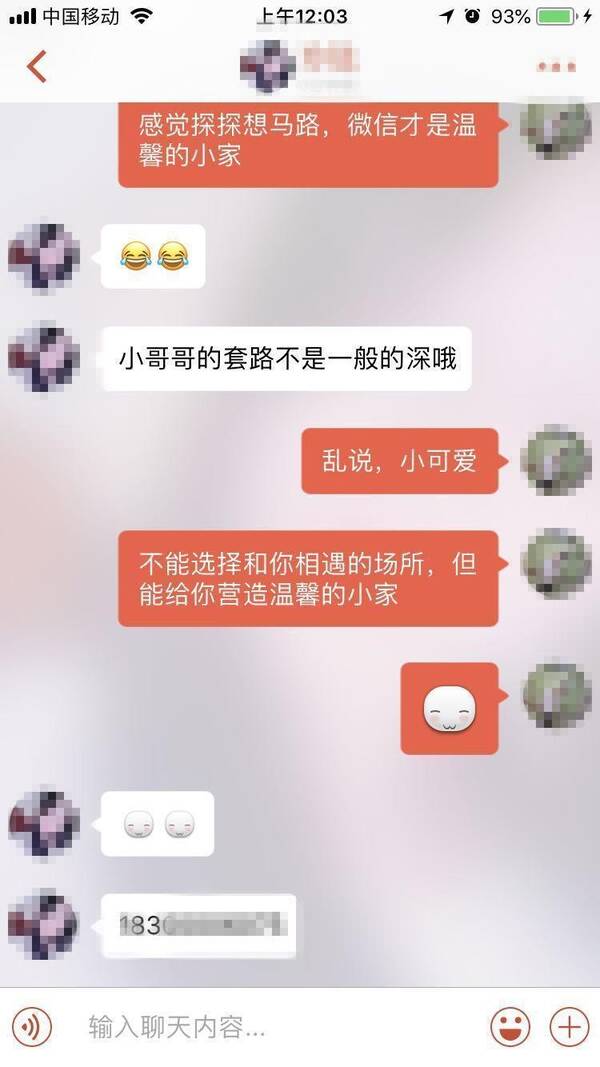 中国移动
上午12:03
93%
感觉探探想马路，微信才是温
馨的小家
小哥哥的套路不是一般的深哦
乱说，小可爱
不能选择和你相遇的场所，但
能给你营造温馨的小家
183
输入聊天内容...